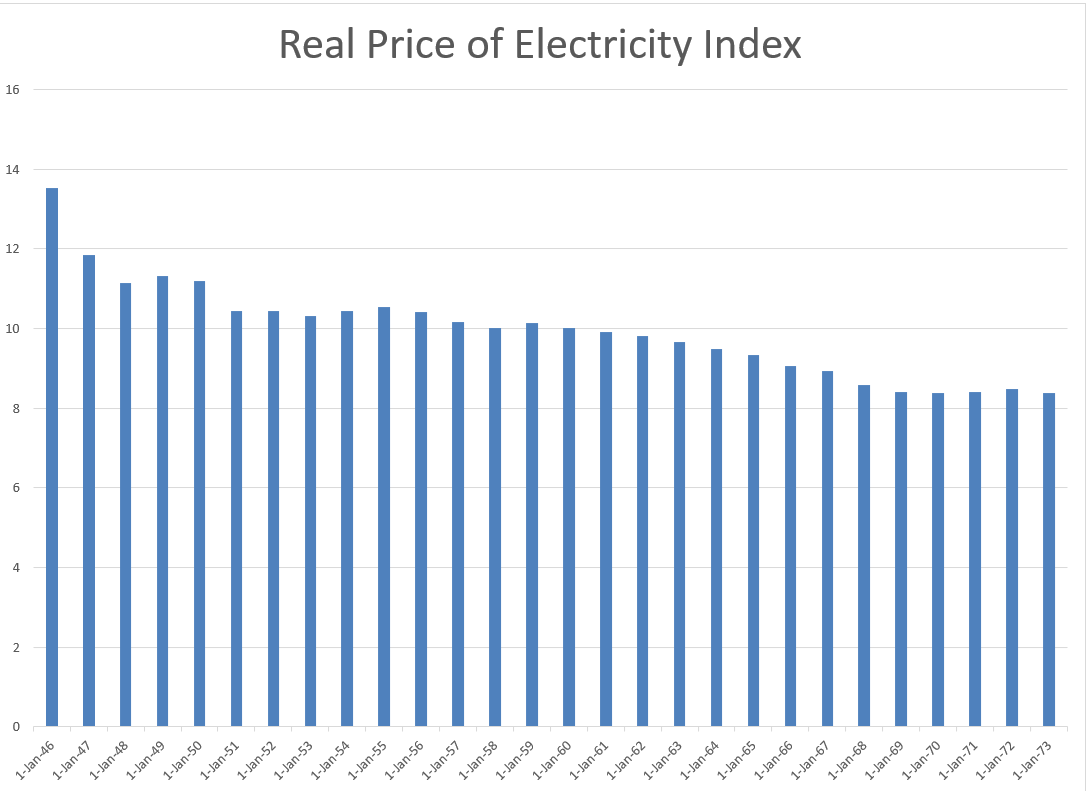 Real Price of Electricity Index
16
14
12
10
8
6
4
2
0
1-Jan-46
1-Jan-47
1-Jan-48
1-Jan-49
1-Jan-50
1-Jan-51
1-Jan-52
1-Jan-53
1-Jan-54
1-Jan-55
1-Jan-56
1-Jan-57
1-Jan-58
1-Jan-59
1-Jan-60
1-Jan-61
1-Jan-62
1-Jan-63
1-Jan-64
1-Jan-65
1-Jan-66
1-Jan-67
1-Jan-68
1-Jan-69
1-Jan-70
1-Jan-71
1-Jan-72
1-Jan-73